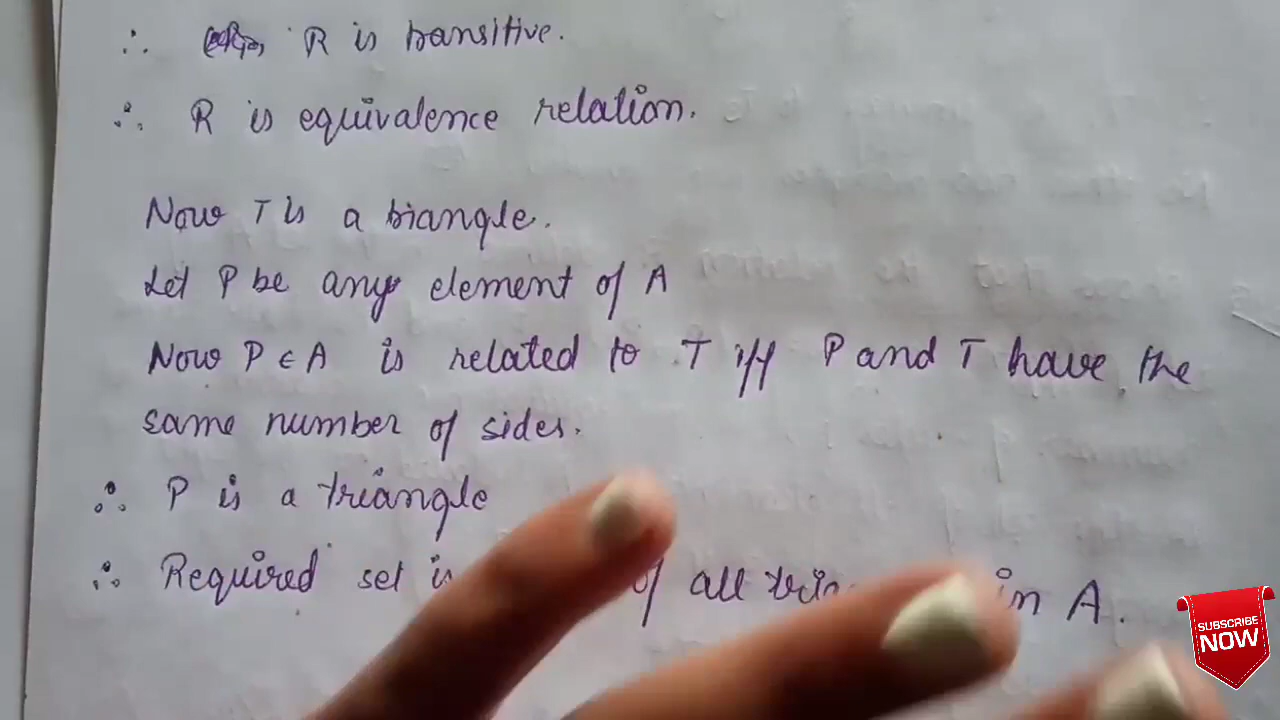 ∴ R is transitive.
∴ R is equivalence relation.
Now T is a triangle.
Let P be any element of A
Now P ∈ A is related to T iff P and T have the
same number of sides.
∴ P is a triangle
∴ Required set is of all in A.
SUBSCRIBE
NOW